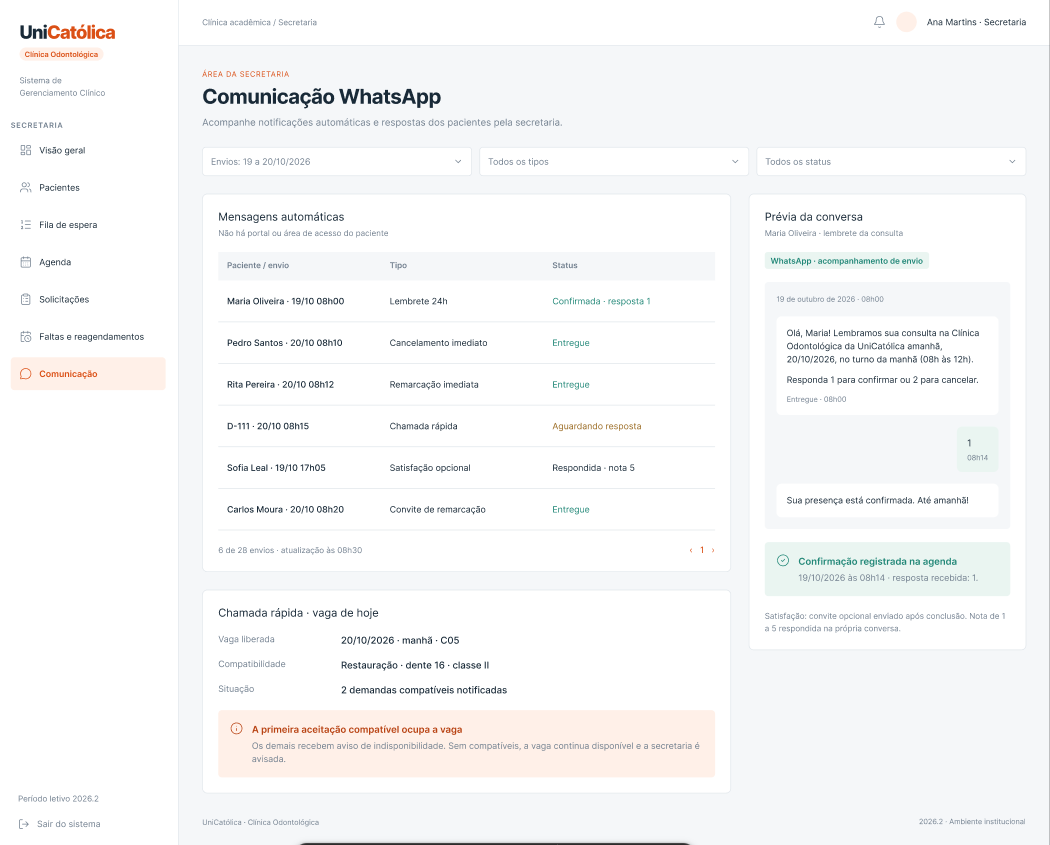 UniCatólica
Clínica Odontológica
Sistema de
Gerenciamento Clínico
SECRETARIA
Visão geral
Pacientes
Fila de espera
Agenda
Solicitações
Faltas e reagendamentos
Comunicação
Período letivo 2026.2
Sair do sistema
Clínica acadêmica / Secretaria
Ana Martins · Secretaria
ÁREA DA SECRETARIA
Comunicação WhatsApp
Acompanhe notificações automáticas e respostas dos pacientes pela secretaria.
Envios: 19 a 20/10/2026
Todos os tipos
Todos os status
Mensagens automáticas
Não há portal ou área de acesso do paciente
Paciente / envio Tipo Status
Maria Oliveira · 19/10 08h00 Lembrete 24h Confirmada · resposta 1
Pedro Santos · 20/10 08h10 Cancelamento imediato Entregue
Rita Pereira · 20/10 08h12 Remarcação imediata Entregue
D-111 · 20/10 08h15 Chamada rápida Aguardando resposta
Sofia Leal · 19/10 17h05 Satisfação opcional Respondida · nota 5
Carlos Moura · 20/10 08h20 Convite de remarcação Entregue
6 de 28 envios · atualização às 08h30 ‹ 1 ›
Chamada rápida · vaga de hoje
Vaga liberada 20/10/2026 · manhã · C05
Compatibilidade Restauração · dente 16 · classe II
Situação 2 demandas compatíveis notificadas
A primeira aceitação compatível ocupa a vaga
Os demais recebem aviso de indisponibilidade. Sem compatíveis, a vaga continua disponível e a secretaria é
avisada.
Prévia da conversa
Maria Oliveira · lembrete da consulta
WhatsApp · acompanhamento de envio
19 de outubro de 2026 · 08h00
Olá, Maria! Lembramos sua consulta na Clínica
Odontológica da UniCatólica amanhã,
20/10/2026, no turno da manhã (08h às 12h).
Responda 1 para confirmar ou 2 para cancelar.
Entregue · 08h00
1
08h14
Sua presença está confirmada. Até amanhã!
Confirmação registrada na agenda
19/10/2026 às 08h14 · resposta recebida: 1.
Satisfação: convite opcional enviado após conclusão. Nota de 1
a 5 respondida na própria conversa.
UniCatólica · Clínica Odontológica
2026.2 · Ambiente institucional